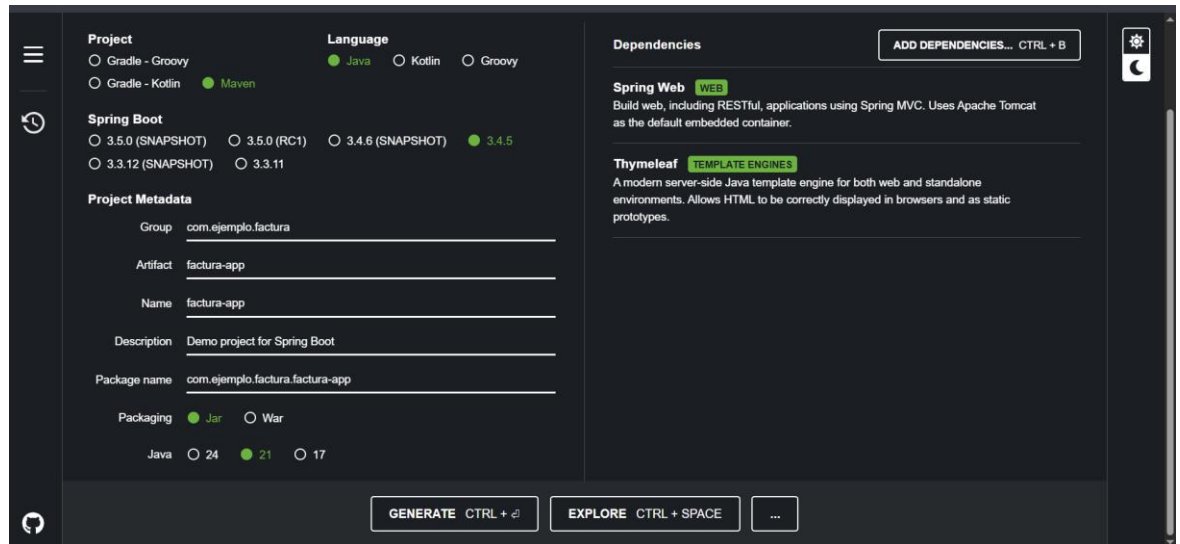 Project
Gradle - Groovy
Gradle - Kotlin Maven
Language
Java Kotlin Groovy
Spring Boot
3.5.0 (SNAPSHOT) 3.5.0 (RC1) 3.4.6 (SNAPSHOT) 3.4.5
3.3.12 (SNAPSHOT) 3.3.11
Project Metadata
Group com.ejemplo.factura
Artifact factura-app
Name factura-app
Description Demo project for Spring Boot
Package name com.ejemplo.factura.factura-app
Packaging Jar War
Java 24 21 17
Dependencies ADD DEPENDENCIES... CTRL + B
Spring Web WEB
Build web, including RESTful, applications using Spring MVC. Uses Apache Tomcat
as the default embedded container.
Thymeleaf TEMPLATE ENGINES
A modern server-side Java template engine for both web and standalone
environments. Allows HTML to be correctly displayed in browsers and as static
prototypes.
GENERATE CTRL + ⏎ EXPLORE CTRL + SPACE ...